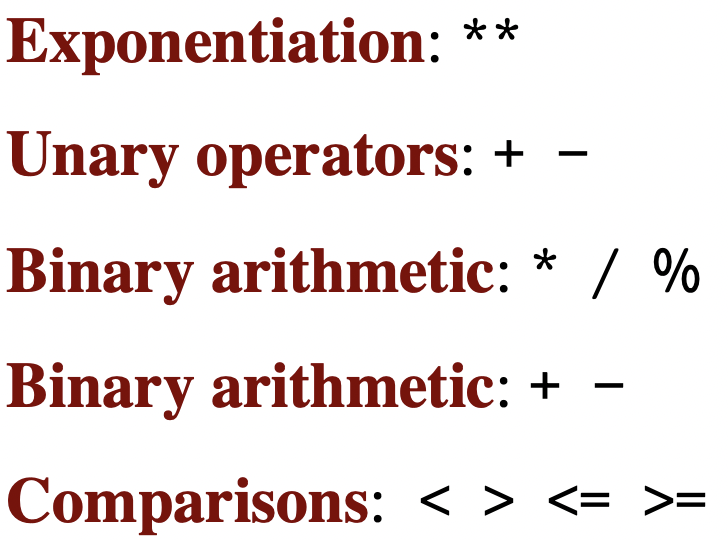 Exponentiation: **
Unary operators: + -
Binary arithmetic: * / %
Binary arithmetic: + -
Comparisons: < > <= >=